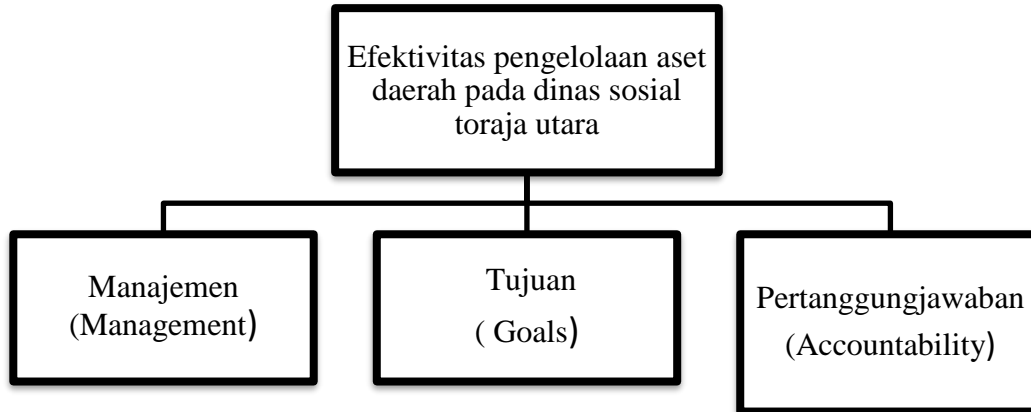 Efektivitas pengelolaan aset
daerah pada dinas sosial
toraja utara
Manajemen
(Management)
Tujuan
( Goals)
Pertanggungjawaban
(Accountability)